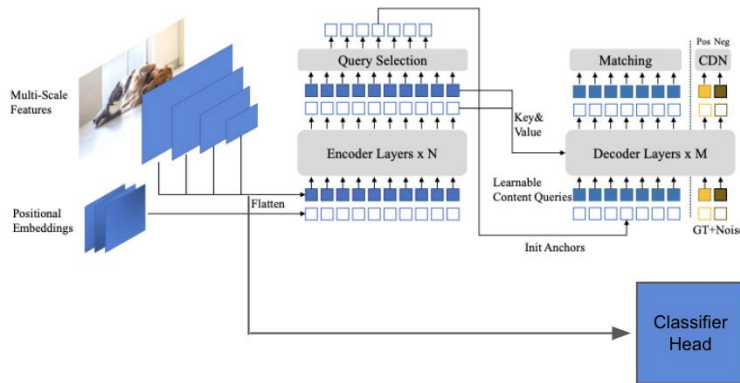 Multi-Scale
Features
Positional
Embeddings
Flatten
Query Selection
Encoder Layers x N
Key&
Value
Matching
Pos Neg
CDN
Decoder Layers x M
Learnable
Content Queries
Init Anchors
GT+Noise
Classifier
Head